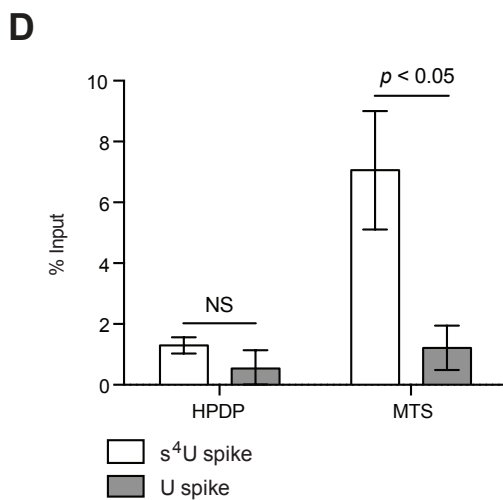 D
10
p < 0.05
8
6
% Input
4
NS
2
0
HPDP MTS
s⁴U spike
U spike